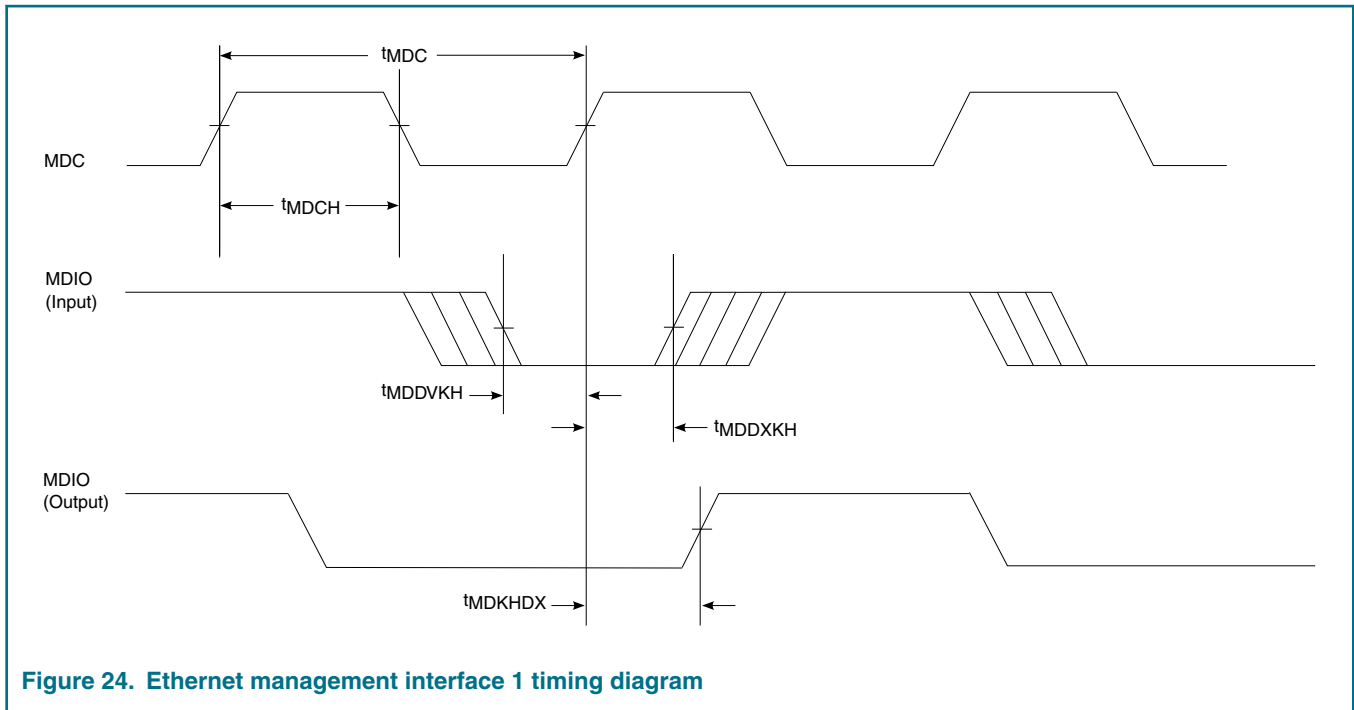 tMDC
MDC
tMDCH
MDIO
(Input)
tMDDVKH
tMDDXKH
MDIO
(Output)
tMDKHDX
Figure 24. Ethernet management interface 1 timing diagram